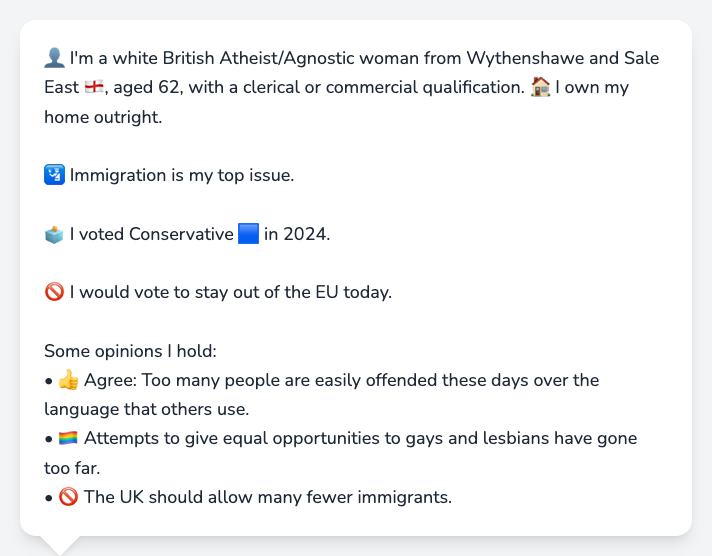 👤 I'm a white British Atheist/Agnostic woman from Wythenshawe and Sale
East 🏴󠁧󠁢󠁥󠁮󠁧󠁿, aged 62, with a clerical or commercial qualification. 🏠 I own my
home outright.
🛂 Immigration is my top issue.
🗳️ I voted Conservative 🟦 in 2024.
🚫 I would vote to stay out of the EU today.
Some opinions I hold:
• 👍 Agree: Too many people are easily offended these days over the
language that others use.
• 🏳️‍🌈 Attempts to give equal opportunities to gays and lesbians have gone
too far.
• 🚫 The UK should allow many fewer immigrants.